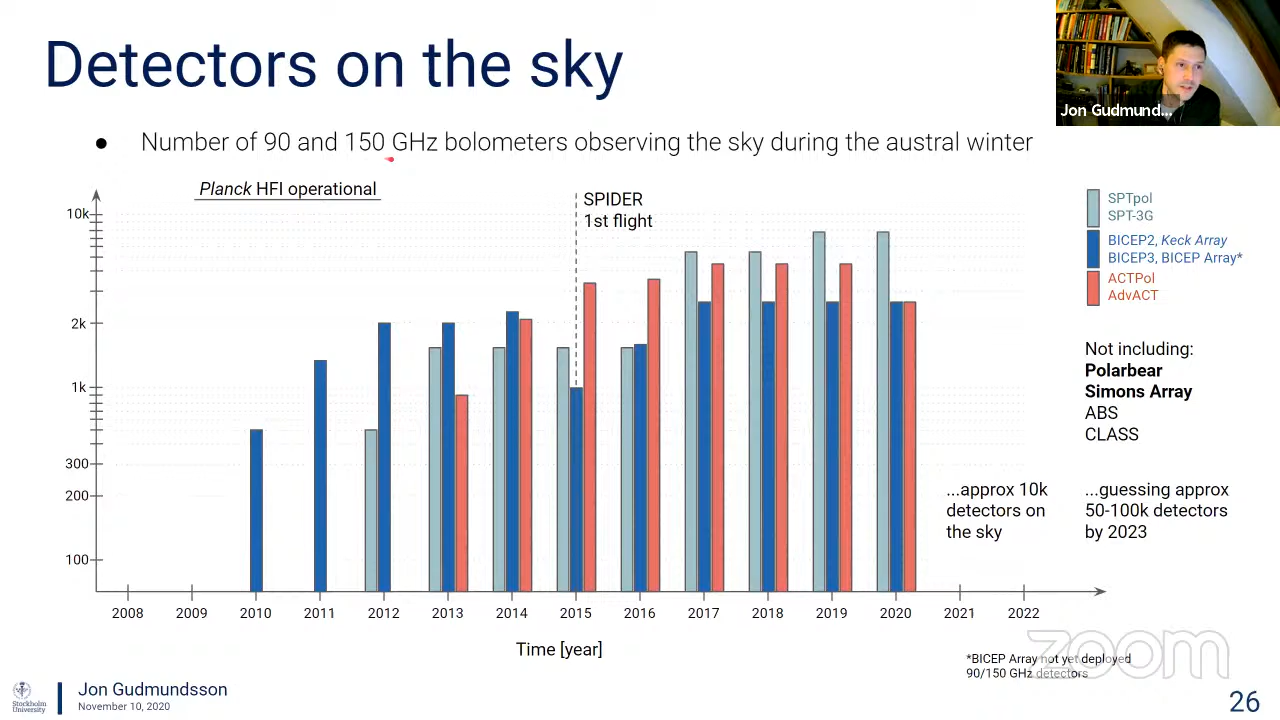 Detectors on the sky
Jon Gudmund...
● Number of 90 and 150 GHz bolometers observing the sky during the austral winter
Planck HFI operational
SPIDER
1st flight
10k
2k
1k
300
200
100
2008 2009 2010 2011 2012 2013 2014 2015 2016 2017 2018 2019 2020 2021 2022
Time [year]
SPTpol
SPT-3G
BICEP2, Keck Array
BICEP3, BICEP Array*
ACTPol
AdvACT
Not including:
Polarbear
Simons Array
ABS
CLASS
...approx 10k
detectors on
the sky
...guessing approx
50-100k detectors
by 2023
zoom
*BICEP Array not yet deployed
90/150 GHz detectors
Stockholm
University
Jon Gudmundsson
November 10, 2020
26